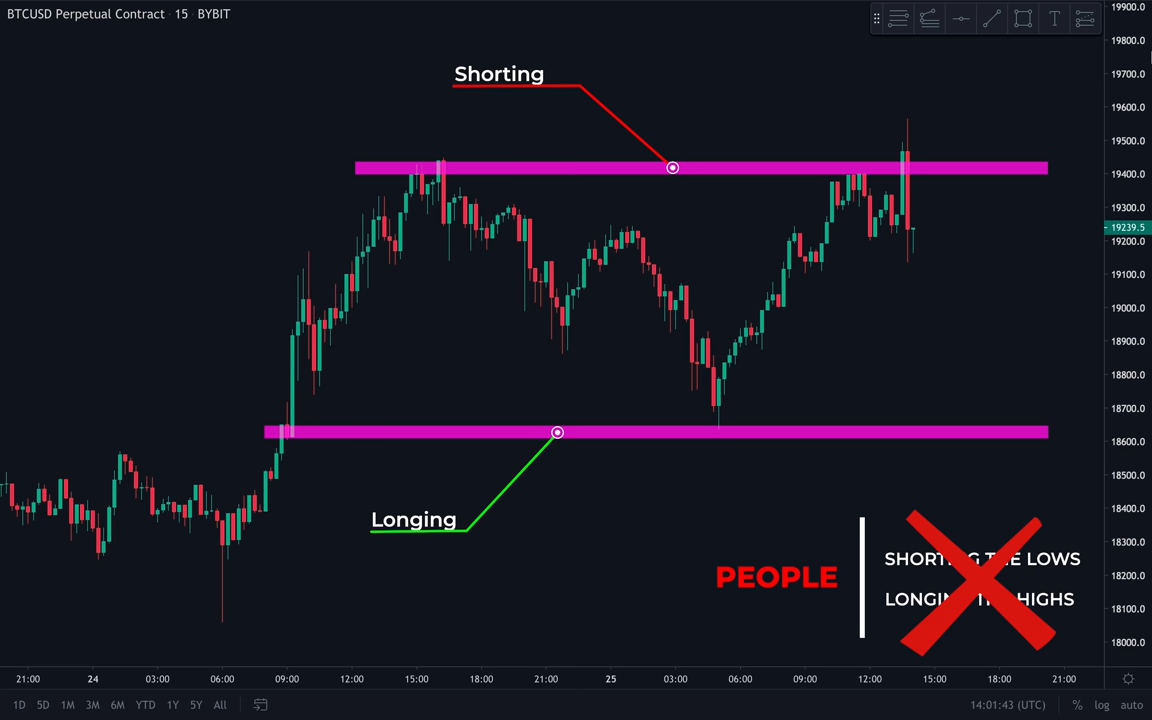 BTCUSD Perpetual Contract · 15 · BYBIT
T
19900.0
19800.0
19700.0
Shorting
19600.0
19500.0
19400.0
19300.0
19239.5
19200.0
19100.0
19000.0
18900.0
18800.0
18700.0
18600.0
18500.0
Longing
18400.0
18300.0
SHORTING THE LOWS
PEOPLE
18200.0
LONGING THE HIGHS
18100.0
18000.0
21:00 24 03:00 06:00 09:00 12:00 15:00 18:00 21:00 25 03:00 06:00 09:00 12:00 15:00 18:00 21:00
1D 5D 1M 3M 6M YTD 1Y 5Y All 14:01:43 (UTC) % log auto